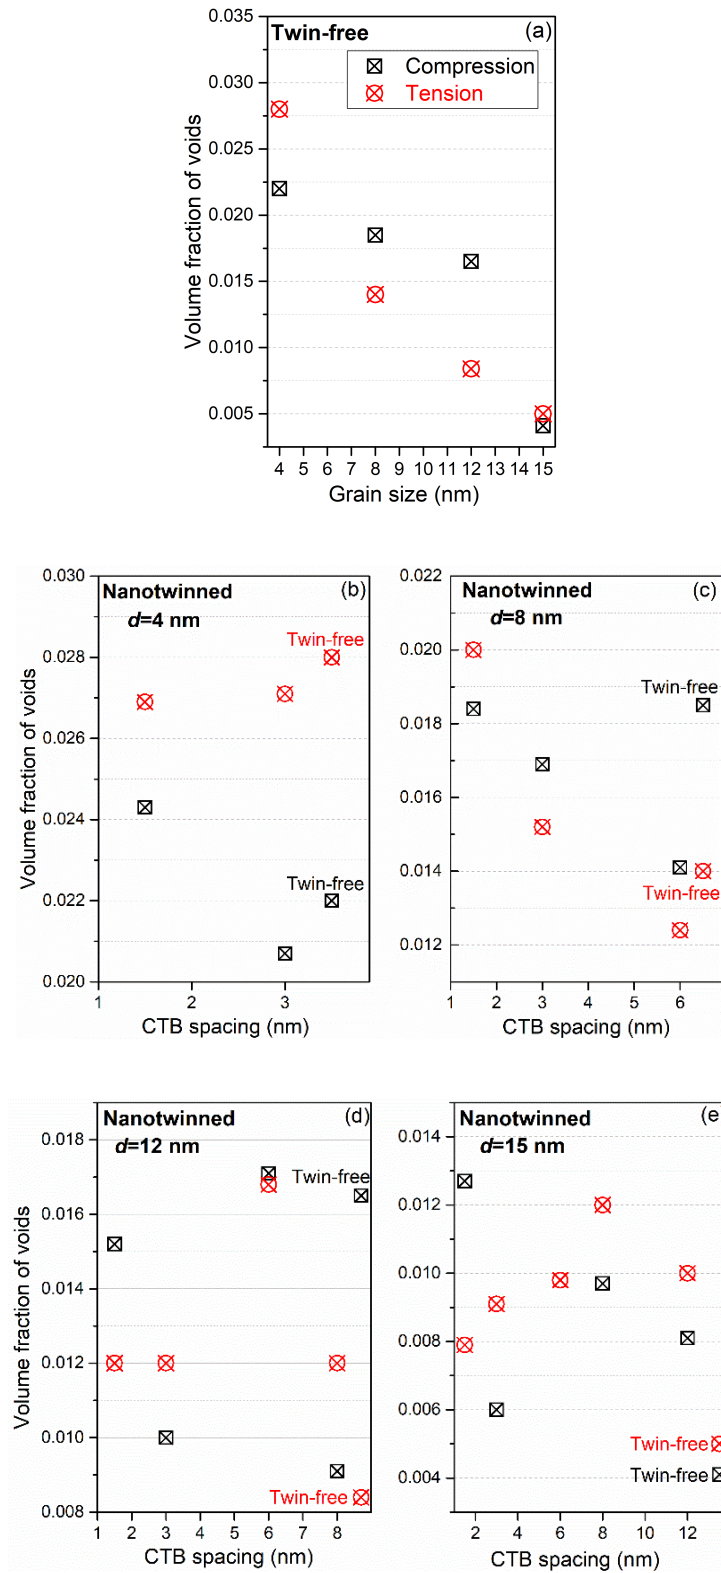 Twin-free
(a)
Compression
Tension
0.035
0.030
0.025
0.020
0.015
0.010
0.005
Volume fraction of voids
4 5 6 7 8 9 10 11 12 13 14 15
Grain size (nm)
Nanotwinned
(b)
d=4 nm
Twin-free
Twin-free
0.030
0.028
0.026
0.024
0.022
0.020
Volume fraction of voids
1 2 3
CTB spacing (nm)
Nanotwinned
(c)
d=8 nm
Twin-free
Twin-free
0.022
0.020
0.018
0.016
0.014
0.012
1 2 3 4 5 6
CTB spacing (nm)
Nanotwinned
(d)
d=12 nm
Twin-free
Twin-free
0.018
0.016
0.014
0.012
0.010
0.008
Volume fraction of voids
1 2 3 4 5 6 7 8
CTB spacing (nm)
Nanotwinned
(e
d=15 nm
Twin-free
Twin-free
0.014
0.012
0.010
0.008
0.006
0.004
2 4 6 8 10 12
CTB spacing (nm)